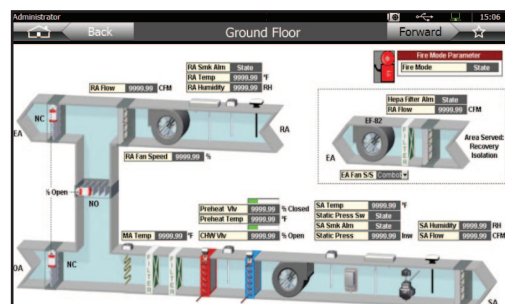 Administrator 15:06
Back Ground Floor Forward
RA Smk Alm State
RA Temp 9999.99 °F
RA Humidity 9999.99 RH
RA Flow 9999.99 CFM
Fire Mode Parameter
Fire Mode State
Hepa Filter Alm State
RA Flow 9999.99 CFM
EF-82
Area Served:
Recovery
Isolation
EA
NC
RA
EA
FILTER
RA Fan Speed 9999.99 %
EA Fan S/S Combo
% Open
NO
Preheat Vlv 9999.99 % Closed
Preheat Temp 9999.99 °F
MA Temp 9999.99 °F
CHW Vlv 9999.99 % Open
SA Temp 9999.99 °F
Static Press Sw State
SA Smk Alm State
Static Press 9999.99 Inw
SA Humidity 9999.99 RH
SA Flow 9999.99 CFM
OA
NC
FILTER
FILTER
SA